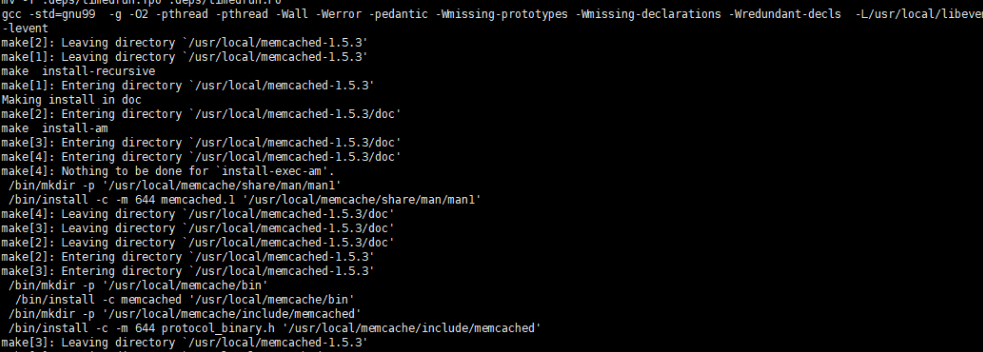 gcc -std=gnu99  -g -O2 -pthread -pthread -Wall -Werror -pedantic -Wmissing-prototypes -Wmissing-declarations -Wredundant-decls  -L/usr/local/libeve
-levent
make[2]: Leaving directory `/usr/local/memcached-1.5.3'
make[1]: Leaving directory `/usr/local/memcached-1.5.3'
make  install-recursive
make[1]: Entering directory `/usr/local/memcached-1.5.3'
Making install in doc
make[2]: Entering directory `/usr/local/memcached-1.5.3/doc'
make  install-am
make[3]: Entering directory `/usr/local/memcached-1.5.3/doc'
make[4]: Entering directory `/usr/local/memcached-1.5.3/doc'
make[4]: Nothing to be done for `install-exec-am'.
 /bin/mkdir -p '/usr/local/memcache/share/man/man1'
 /bin/install -c -m 644 memcached.1 '/usr/local/memcache/share/man/man1'
make[4]: Leaving directory `/usr/local/memcached-1.5.3/doc'
make[3]: Leaving directory `/usr/local/memcached-1.5.3/doc'
make[2]: Leaving directory `/usr/local/memcached-1.5.3/doc'
make[2]: Entering directory `/usr/local/memcached-1.5.3'
make[3]: Entering directory `/usr/local/memcached-1.5.3'
 /bin/mkdir -p '/usr/local/memcache/bin'
  /bin/install -c memcached '/usr/local/memcache/bin'
 /bin/mkdir -p '/usr/local/memcache/include/memcached'
 /bin/install -c -m 644 protocol_binary.h '/usr/local/memcache/include/memcached'
make[3]: Leaving directory `/usr/local/memcached-1.5.3'